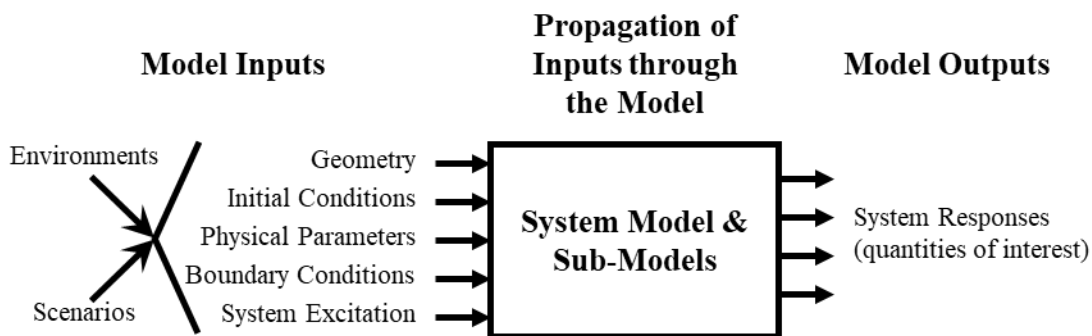 Model Inputs
Propagation of
Inputs through
the Model
Model Outputs
Environments
Scenarios
Geometry
Initial Conditions
Physical Parameters
Boundary Conditions
System Excitation
System Model &
Sub-Models
System Responses
(quantities of interest)